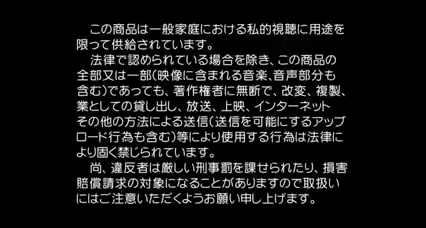 この商品は一般家庭における私的視聴に用途を
限って供給されています。
法律で認められている場合を除き、この商品の
全部又は一部(映像に含まれる音楽、音声部分も
含む)であっても、著作権者に無断で、改変、複製、
業としての貸し出し、放送、上映、インターネット
その他の方法による送信(送信を可能にするアップ
ロード行為も含む)等により使用する行為は法律に
より固く禁じられています。
尚、違反者は厳しい刑事罰を課せられたり、損害
賠償請求の対象になることがありますので取扱い
にはご注意いただくようお願い申し上げます。